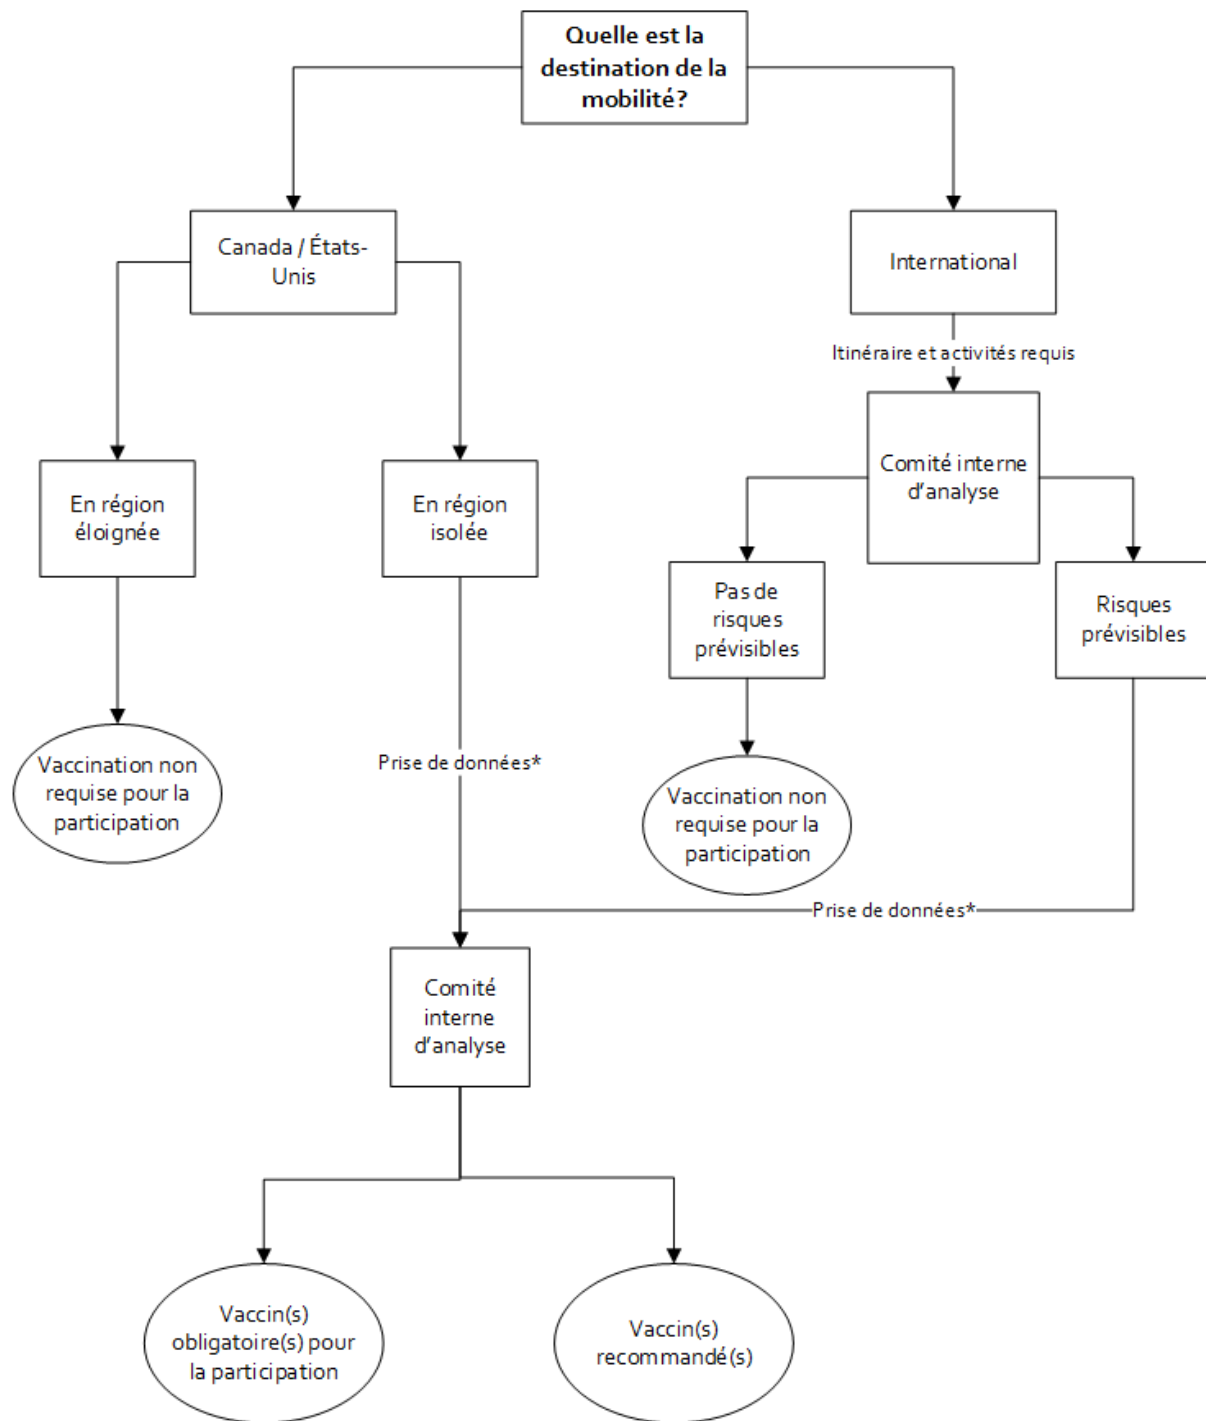 Quelle est la
destination de la
mobilité?
Canada / États-
Unis
International
Itinéraire et activités requis
Comité interne
d'analyse
En région
éloignée
En région
isolée
Pas de
risques
prévisibles
Risques
prévisibles
Vaccination non
requise pour la
participation
Prise de données*
Vaccination non
requise pour la
participation
Prise de données*
Comité
interne
d'analyse
Vaccin(s)
obligatoire(s) pour
la participation
Vaccin(s)
recommandé(s)